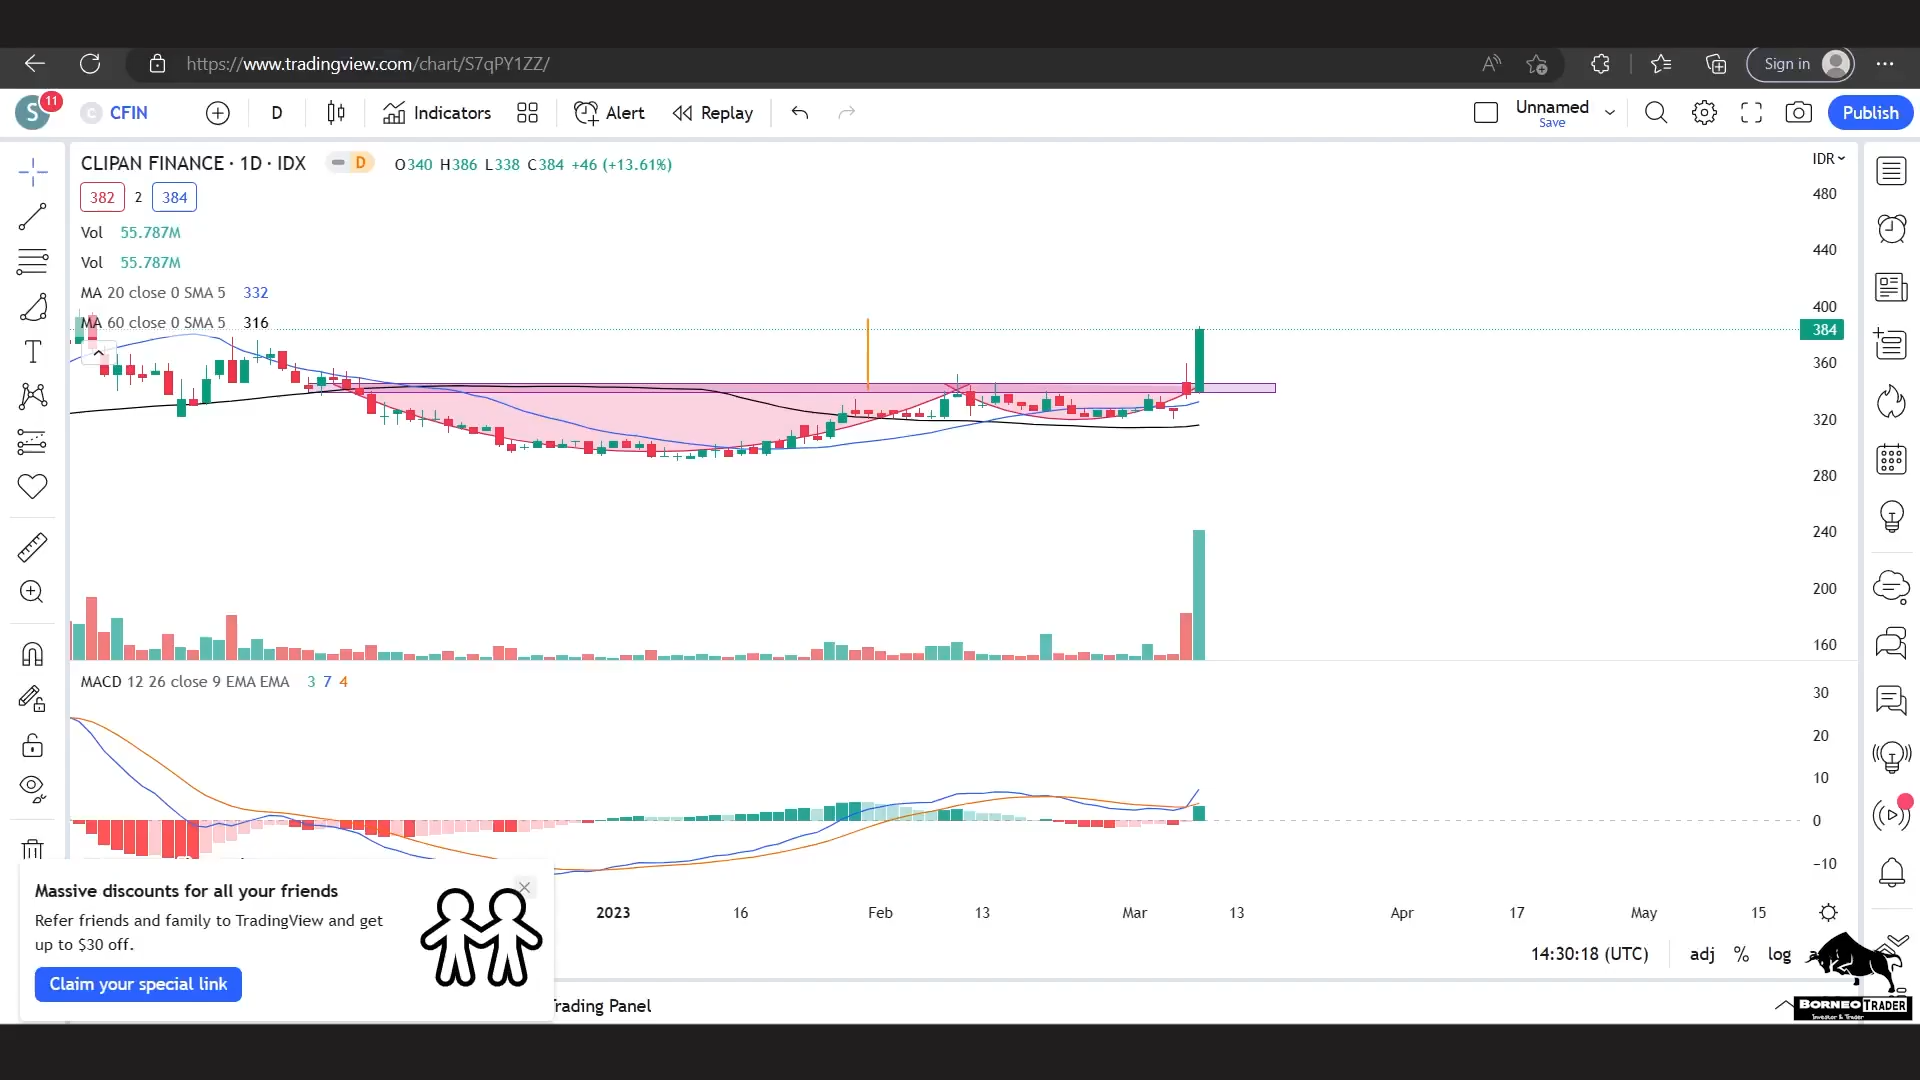 https://www.tradingview.com/chart/S7qPY1ZZ/
Sign in
S
11
C CFIN
D
Indicators
Alert
Replay
Unnamed
Save
Publish
CLIPAN FINANCE · 1D · IDX
D
O340 H386 L338 C384 +46 (+13.61%)
IDR
382 2 384
Vol 55.787M
Vol 55.787M
MA 20 close 0 SMA 5 332
MA 60 close 0 SMA 5 316
480
440
400
384
360
320
280
240
200
160
MACD 12 26 close 9 EMA EMA 3 7 4
30
20
10
0
−10
2023 16 Feb 13 Mar 13 Apr 17 May 15
Massive discounts for all your friends
Refer friends and family to TradingView and get
up to $30 off.
Claim your special link
14:30:18 (UTC)
adj % log
Trading Panel
BORNEO TRADER
Investor & Trader